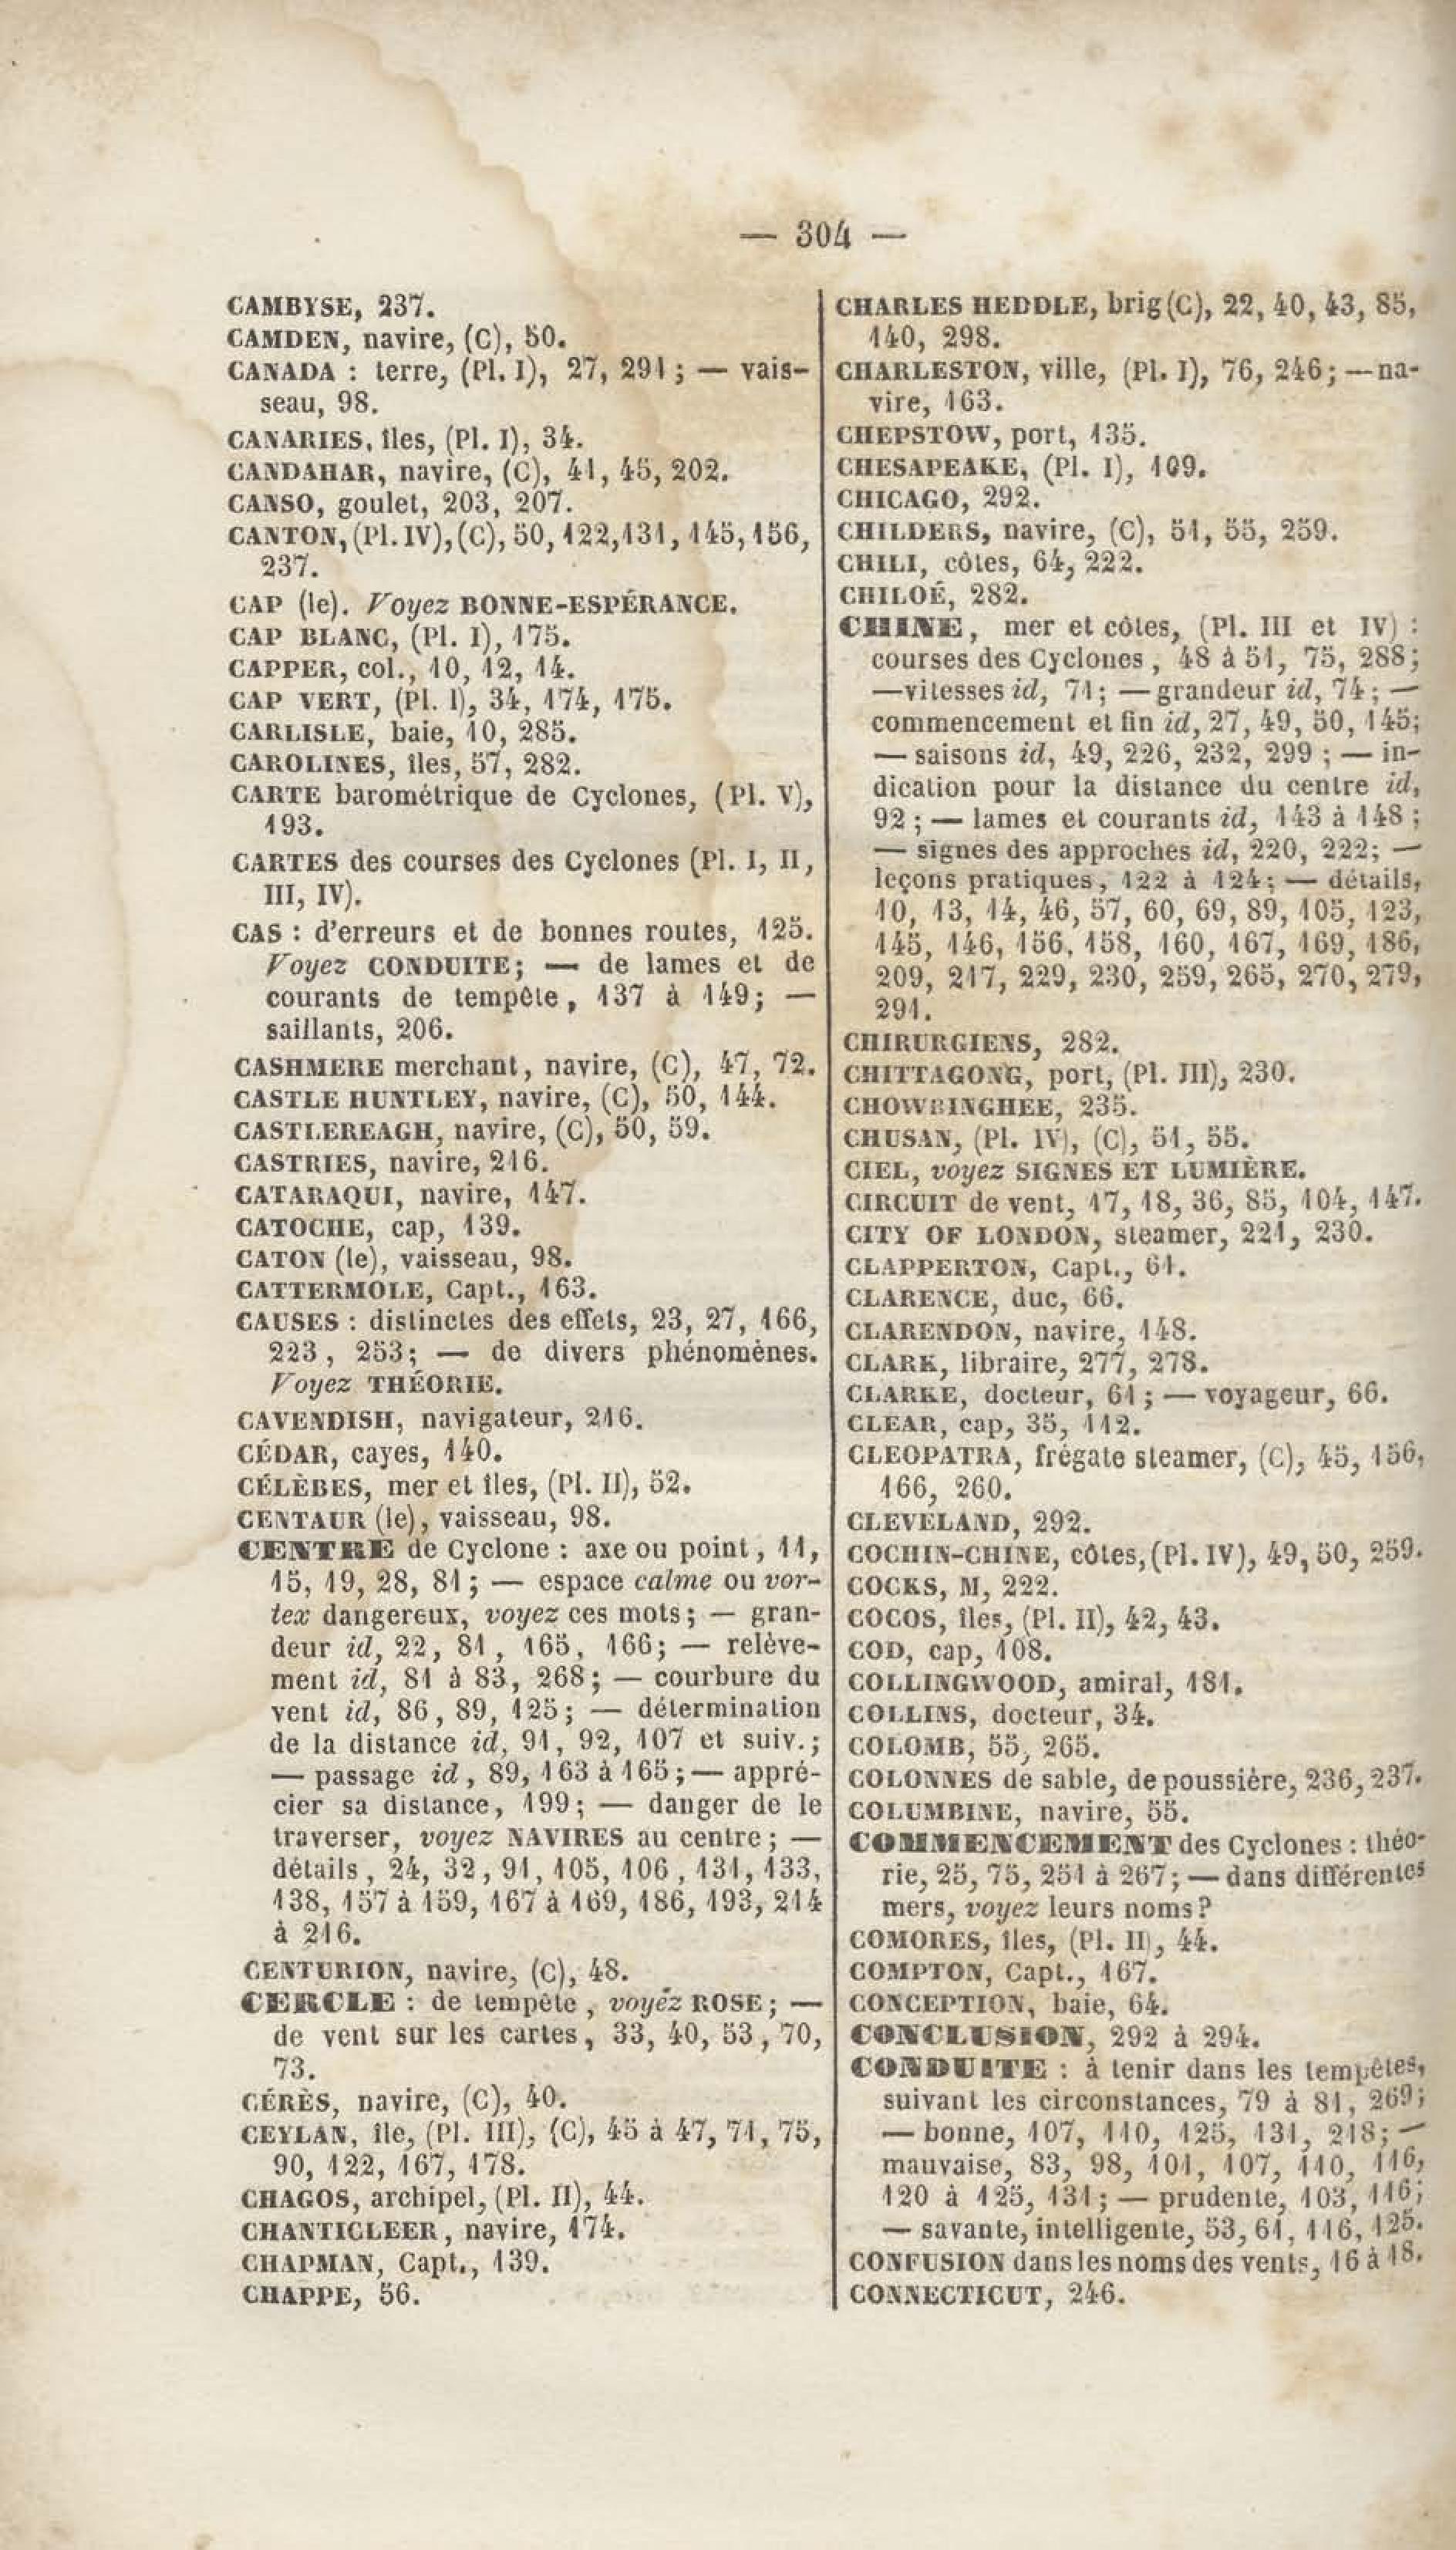 — 304 —
CAMBYSE, 237.
CAMDEN, navire, (C), 50.
CANADA : terre, (Pl. I), 27, 291 ; — vais-
seau, 98.
CANARIES, îles, (Pl. I), 34.
CANDAHAR, navire, (C), 41, 45, 202.
CANSO, goulet, 203, 207.
CANTON, (Pl. IV), (C), 50, 122, 131, 145, 156,
237.
CAP (le). Voyez BONNE-ESPÉRANCE.
CAP BLANC, (Pl. I), 175.
CAPPER, col., 10, 12, 14.
CAP VERT, (Pl. I), 34, 174, 175.
CARLISLE, baie, 10, 285.
CAROLINES, îles, 57, 282.
CARTE barométrique de Cyclones, (Pl. V),
193.
CARTES des courses des Cyclones (Pl. I, II,
III, IV).
CAS : d'erreurs et de bonnes routes, 125.
Voyez CONDUITE; — de lames et de
courants de tempête, 137 à 149; —
saillants, 206.
CASHMERE merchant, navire, (C), 47, 72.
CASTLE HUNTLEY, navire, (C), 50, 144.
CASTLEREAGH, navire, (C), 50, 59.
CASTRIES, navire, 216.
CATARAQUI, navire, 147.
CATOCHE, cap, 139.
CATON (le), vaisseau, 98.
CATTERMOLE, Capt., 163.
CAUSES : distinctes des effets, 23, 27, 166,
223, 253; — de divers phénomènes.
Voyez THÉORIE.
CAVENDISH, navigateur, 216.
CÉDAR, cayes, 140.
CÉLÈBES, mer et îles, (Pl. II), 52.
CENTAUR (le), vaisseau, 98.
CENTRE de Cyclone : axe ou point, 11,
15, 19, 28, 81 ; — espace calme ou vor-
tex dangereux, voyez ces mots; — gran-
deur id, 22, 81, 165, 166; — relève-
ment id, 81 à 83, 268; — courbure du
vent id, 86, 89, 125; — détermination
de la distance id, 91, 92, 107 et suiv.;
— passage id, 89, 163 à 165; — appré-
cier sa distance, 199; — danger de le
traverser, voyez NAVIRES au centre; —
détails, 24, 32, 91, 105, 106, 131, 133,
138, 157 à 159, 167 à 169, 186, 193, 214
à 216.
CENTURION, navire, (C), 48.
CERCLE : de tempête, voyez ROSE; —
de vent sur les cartes, 33, 40, 53, 70,
73.
CÉRÈS, navire, (C), 40.
CEYLAN, île, (Pl. III), (C), 45 à 47, 71, 75,
90, 122, 167, 178.
CHAGOS, archipel, (Pl. II), 44.
CHANTICLEER, navire, 174.
CHAPMAN, Capt., 139.
CHAPPE, 56.
CHARLES HEDDLE, brig (C), 22, 40, 43, 85,
140, 298.
CHARLESTON, ville, (Pl. I), 76, 246; — na-
vire, 163.
CHEPSTOW, port, 135.
CHESAPEAKE, (Pl. I), 109.
CHICAGO, 292.
CHILDERS, navire, (C), 51, 55, 259.
CHILI, côtes, 64, 222.
CHILOÉ, 282.
CHINE, mer et côtes, (Pl. III et IV) :
courses des Cyclones, 48 à 51, 75, 288;
— vitesses id, 71; — grandeur id, 74; —
commencement et fin id, 27, 49, 50, 145;
— saisons id, 49, 226, 232, 299 ; — in-
dication pour la distance du centre id,
92 ; — lames et courants id, 143 à 148 ;
— signes des approches id, 220, 222; —
leçons pratiques, 122 à 124; — détails,
10, 13, 14, 46, 57, 60, 69, 89, 105, 123,
145, 146, 156, 158, 160, 167, 169, 186,
209, 217, 229, 230, 259, 265, 270, 279,
291.
CHIRURGIENS, 282.
CHITTAGONG, port, (Pl. III), 230.
CHOWRINGHEE, 235.
CHUSAN, (Pl. IV), (C), 51, 55.
CIEL, voyez SIGNES ET LUMIÈRE.
CIRCUIT de vent, 17, 18, 36, 85, 104, 147.
CITY OF LONDON, steamer, 221, 230.
CLAPPERTON, Capt., 61.
CLARENCE, duc, 66.
CLARENDON, navire, 148.
CLARK, libraire, 277, 278.
CLARKE, docteur, 61 ; — voyageur, 66.
CLEAR, cap, 35, 112.
CLEOPATRA, frégate steamer, (C), 45, 156,
166, 260.
CLEVELAND, 292.
COCHIN-CHINE, côtes, (Pl. IV), 49, 50, 259.
COCKS, M, 222.
COCOS, îles, (Pl. II), 42, 43.
COD, cap, 108.
COLLINGWOOD, amiral, 181.
COLLINS, docteur, 34.
COLOMB, 55, 265.
COLONNES de sable, de poussière, 236, 237.
COLUMBINE, navire, 55.
COMMENCEMENT des Cyclones : théo-
rie, 25, 75, 251 à 267; — dans différentes
mers, voyez leurs noms?
COMORES, îles, (Pl. II), 44.
COMPTON, Capt., 167.
CONCEPTION, baie, 64.
CONCLUSION, 292 à 294.
CONDUITE : à tenir dans les tempêtes,
suivant les circonstances, 79 à 81, 269;
— bonne, 107, 110, 125, 131, 218; —
mauvaise, 83, 98, 101, 107, 110, 116,
120 à 125, 131 ; — prudente, 103, 116;
— savante, intelligente, 53, 61, 116, 125.
CONFUSION dans les noms des vents, 16 à 18.
CONNECTICUT, 246.